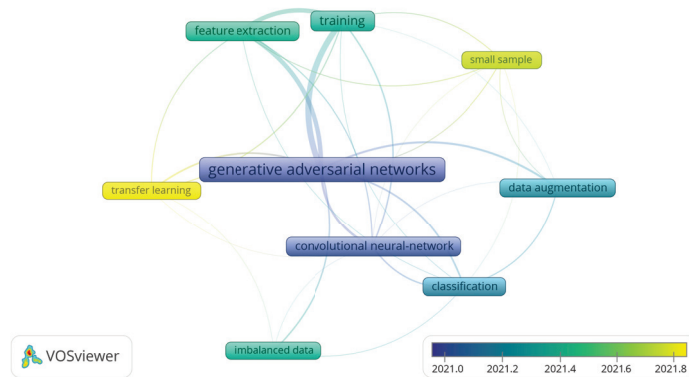 training
feature extraction
small sample
generative adversarial networks
transfer learning
data augmentation
convolutional neural-network
classification
imbalanced data
VOSviewer
2021.0 2021.2 2021.4 2021.6 2021.8